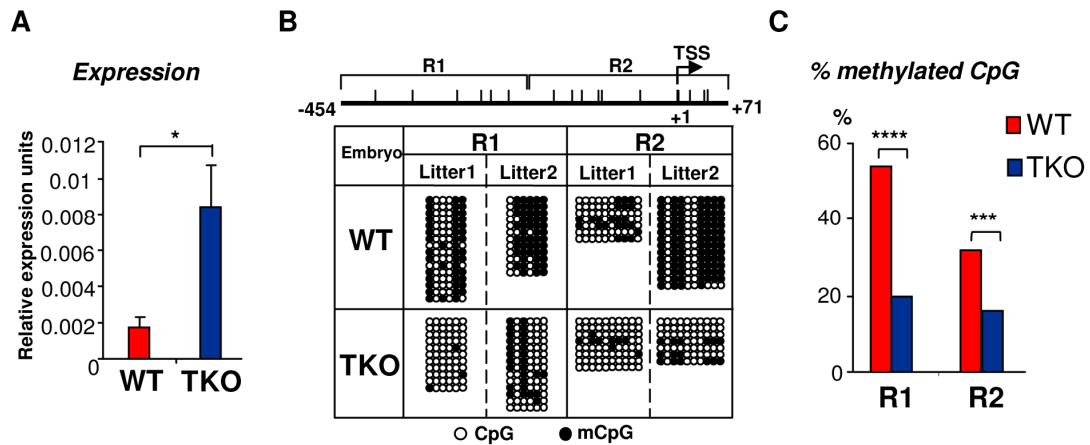 A
Expression
Relative expression units
0.012
0.01
0.008
0.006
0.004
0.002
0
*
WT
TKO
B
TSS
R1
R2
-454
+1
+71
Embryo
R1
R2
Litter1
Litter2
Litter1
Litter2
WT
TKO
CpG
mCpG
C
% methylated CpG
%
60
40
20
0
****
***
WT
TKO
R1
R2